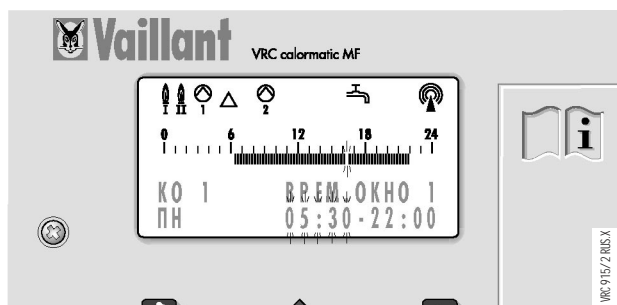 Vaillant
VRC calormatic MF
I II 1 2
0 6 12 18 24
КО 1 ВРЕМ.ОКНО 1
ПН 05:30-22:00
i
VRC 915/2 RUS.X